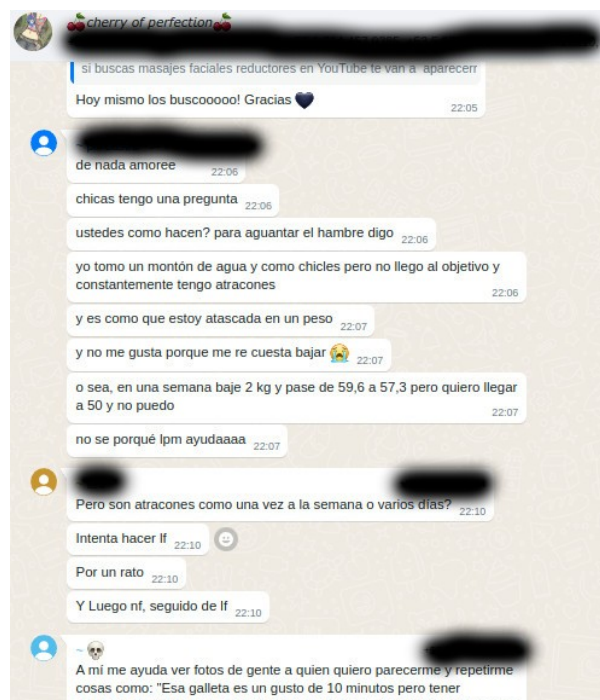 cherry of perfection
si buscas masajes faciales reductores en YouTube te van a aparecerr
Hoy mismo los buscooooo! Gracias 🖤
22:05
de nada amoree
22:06
chicas tengo una pregunta 22:06
ustedes como hacen? para aguantar el hambre digo 22:06
yo tomo un montón de agua y como chicles pero no llego al objetivo y
constantemente tengo atracones
22:06
y es como que estoy atascada en un peso 22:07
y no me gusta porque me re cuesta bajar 😭 22:07
o sea, en una semana baje 2 kg y pase de 59,6 a 57,3 pero quiero llegar
a 50 y no puedo
22:07
no se porqué lpm ayudaaaa 22:07
Pero son atracones como una vez a la semana o varios días? 22:10
Intenta hacer lf 22:10
Por un rato 22:10
Y Luego nf, seguido de lf 22:10
~ 💀
A mí me ayuda ver fotos de gente a quien quiero parecerme y repetirme
cosas como: "Esa galleta es un gusto de 10 minutos pero tener